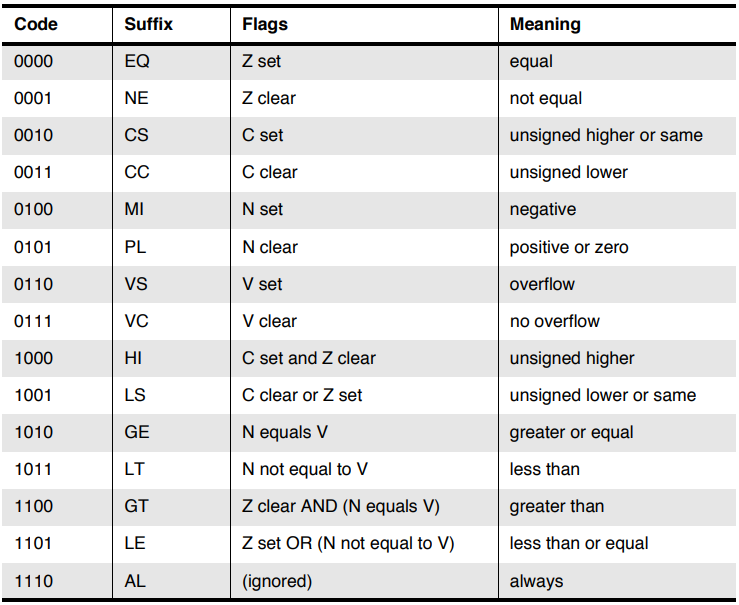 Code Suffix Flags Meaning
0000 EQ Z set equal
0001 NE Z clear not equal
0010 CS C set unsigned higher or same
0011 CC C clear unsigned lower
0100 MI N set negative
0101 PL N clear positive or zero
0110 VS V set overflow
0111 VC V clear no overflow
1000 HI C set and Z clear unsigned higher
1001 LS C clear or Z set unsigned lower or same
1010 GE N equals V greater or equal
1011 LT N not equal to V less than
1100 GT Z clear AND (N equals V) greater than
1101 LE Z set OR (N not equal to V) less than or equal
1110 AL (ignored) always